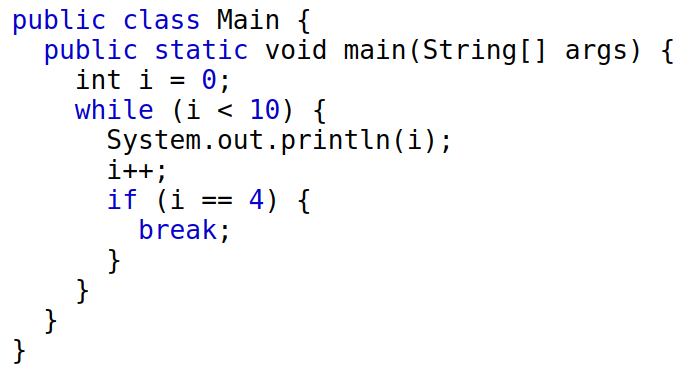 public class Main {
  public static void main(String[] args) {
    int i = 0;
    while (i < 10) {
      System.out.println(i);
      i++;
      if (i == 4) {
        break;
      }
    }
  }
}